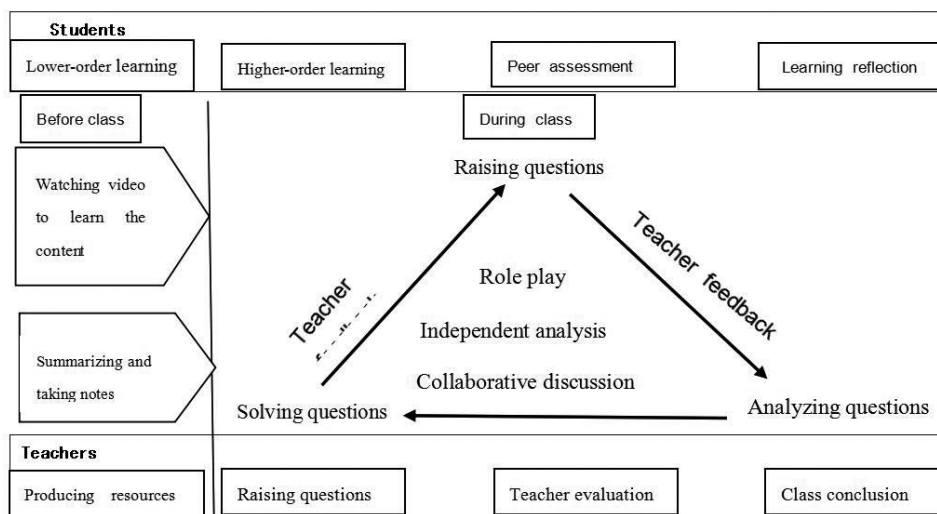 Students
Lower-order learning
Higher-order learning
Peer assessment
Learning reflection
Before class
During class
Watching video
to learn the
content
Summarizing and
taking notes
Raising questions
Teacher
Teacher feedback
Role play
Independent analysis
Collaborative discussion
Solving questions
Analyzing questions
Teachers
Producing resources
Raising questions
Teacher evaluation
Class conclusion